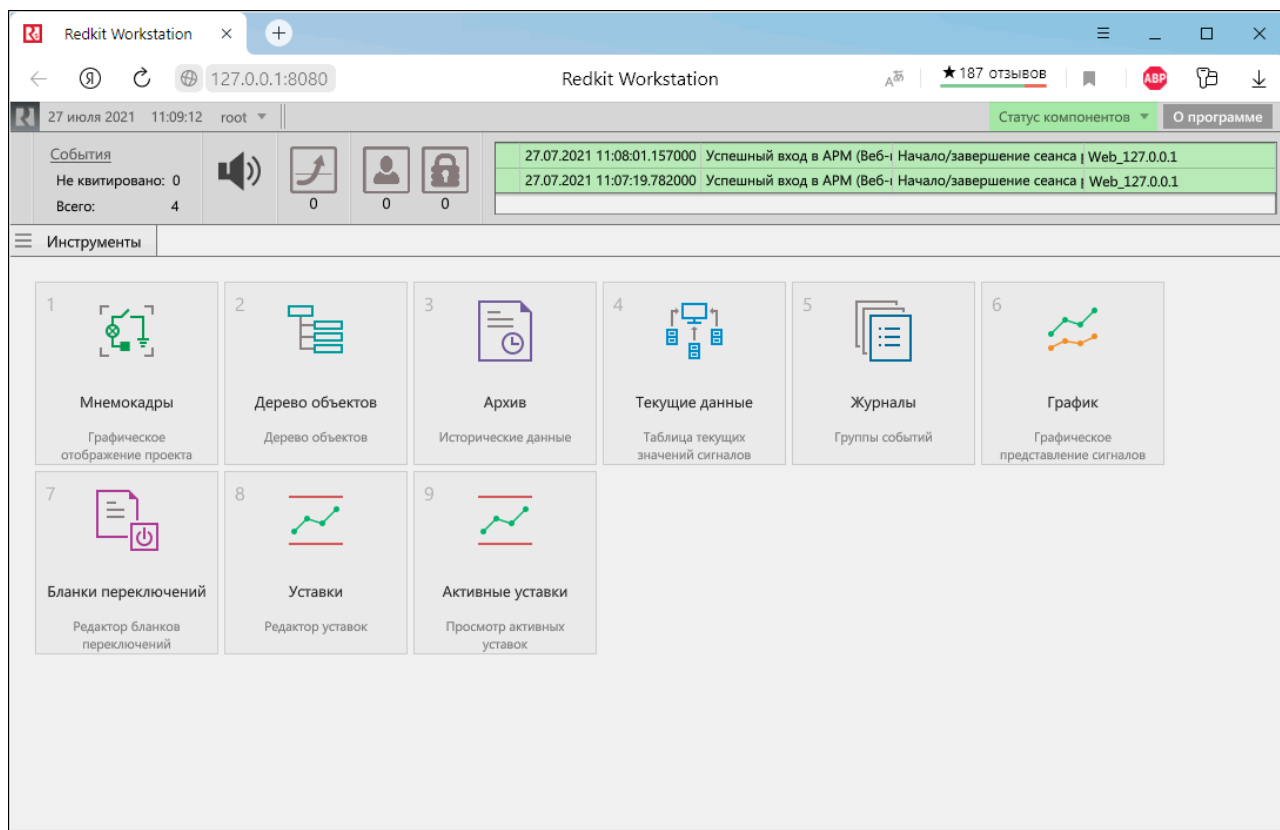 Redkit Workstation
127.0.0.1:8080 Redkit Workstation A あ ★ 187 отзывов ABP
27 июля 2021 11:09:12 root Статус компонентов О программе
События
Не квитировано: 0
Всего: 4
0 0 0
27.07.2021 11:08:01.157000 Успешный вход в АРМ (Веб- Начало/завершение сеанса Web_127.0.0.1
27.07.2021 11:07:19.782000 Успешный вход в АРМ (Веб- Начало/завершение сеанса Web_127.0.0.1
Инструменты
1
Мнемокадры
Графическое
отображение проекта
2
Дерево объектов
Дерево объектов
3
Архив
Исторические данные
4
Текущие данные
Таблица текущих
значений сигналов
5
Журналы
Группы событий
6
График
Графическое
представление сигналов
7
Бланки переключений
Редактор бланков
переключений
8
Уставки
Редактор уставок
9
Активные уставки
Просмотр активных
уставок